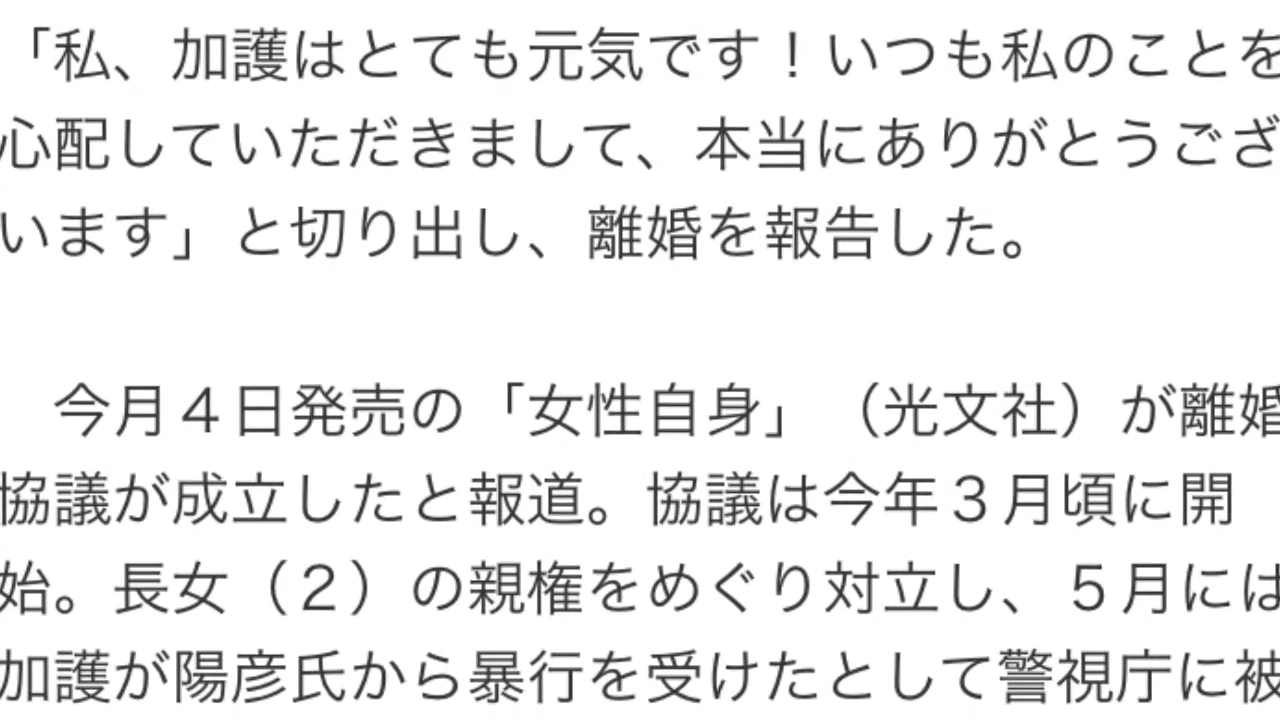 「私、加護はとても元気です！いつも私のことを
心配していただきまして、本当にありがとうござ
います」と切り出し、離婚を報告した。
今月４日発売の「女性自身」（光文社）が離婚
協議が成立したと報道。協議は今年３月頃に開
始。長女（２）の親権をめぐり対立し、５月には
加護が陽彦氏から暴行を受けたとして警視庁に被